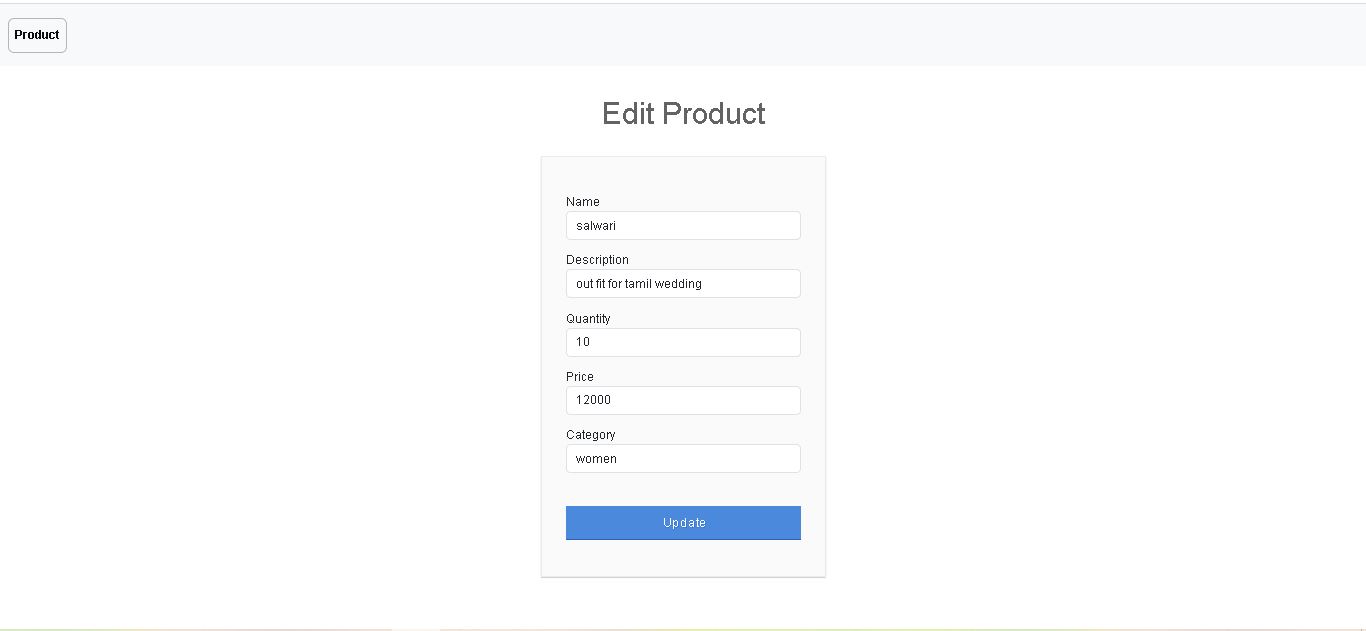 Product
Edit Product
Name
salwari
Description
out fit for tamil wedding
Quantity
10
Price
12000
Category
women
Update